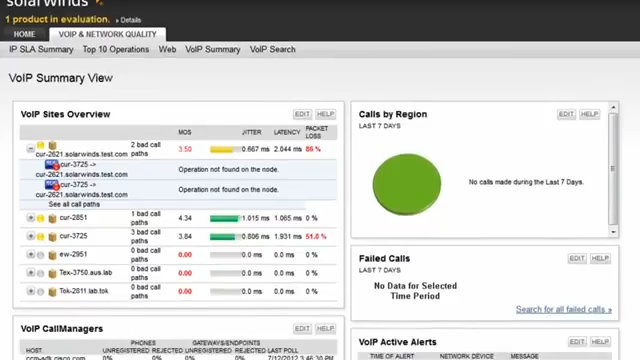 solarwinds
1 product in evaluation. ▸ Details
HOME VOIP & NETWORK QUALITY
IP SLA Summary Top 10 Operations Web VoIP Summary VoIP Search
VoIP Summary View
VoIP Sites Overview EDIT HELP
MOS JITTER LATENCY PACKET LOSS
cur-2621.solarwinds.test.com 2 bad call paths 3.50 0.667 ms 2.044 ms 86 %
cur-3725 -> cur-2621.solarwinds.test.com Operation not found on the node.
cur-3725 -> cur-2621.solarwinds.test.com Operation not found on the node.
See all call paths
cur-2851 1 bad call paths 4.34 1.015 ms 1.065 ms 0 %
cur-3725 3 bad call paths 3.84 0.806 ms 1.931 ms 51.8 %
ew-2951 0 bad call paths 0.00 0.00 ms 0.00 ms 0 %
Tex-3750.aus.lab 0 bad call paths 0.00 0.00 ms 0.00 ms 0 %
Tok-2811.lab.tok 0 bad call paths 0.00 0.00 ms 0.00 ms 0 %
VoIP CallManagers EDIT HELP
PHONES GATEWAYS/ENDPOINTS
HOST UNREGISTERED REJECTED UNREGISTERED REJECTED LAST POLL
0% 0% 0% 0% 7/12/2012 3:46:30 PM
Calls by Region EDIT HELP
LAST 7 DAYS
No calls made during the Last 7 Days.
Failed Calls EDIT HELP
LAST 7 DAYS
No Data for Selected
Time Period
Search for all failed calls »
VoIP Active Alerts EDIT HELP
TIME OF ALERT NETWORK DEVICE MESSAGE